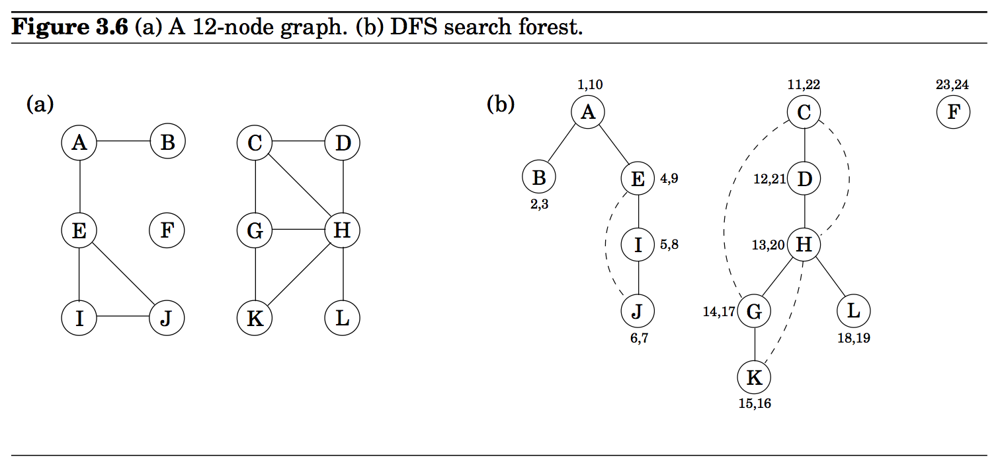 Figure 3.6 (a) A 12-node graph. (b) DFS search forest.
(a)
A B C D
E F G H
I J K L
(b)
1,10 11,22 23,24
A C F
B E 4,9 12,21 D
2,3
I 5,8 13,20 H
J 14,17 G L
6,7 18,19
K
15,16